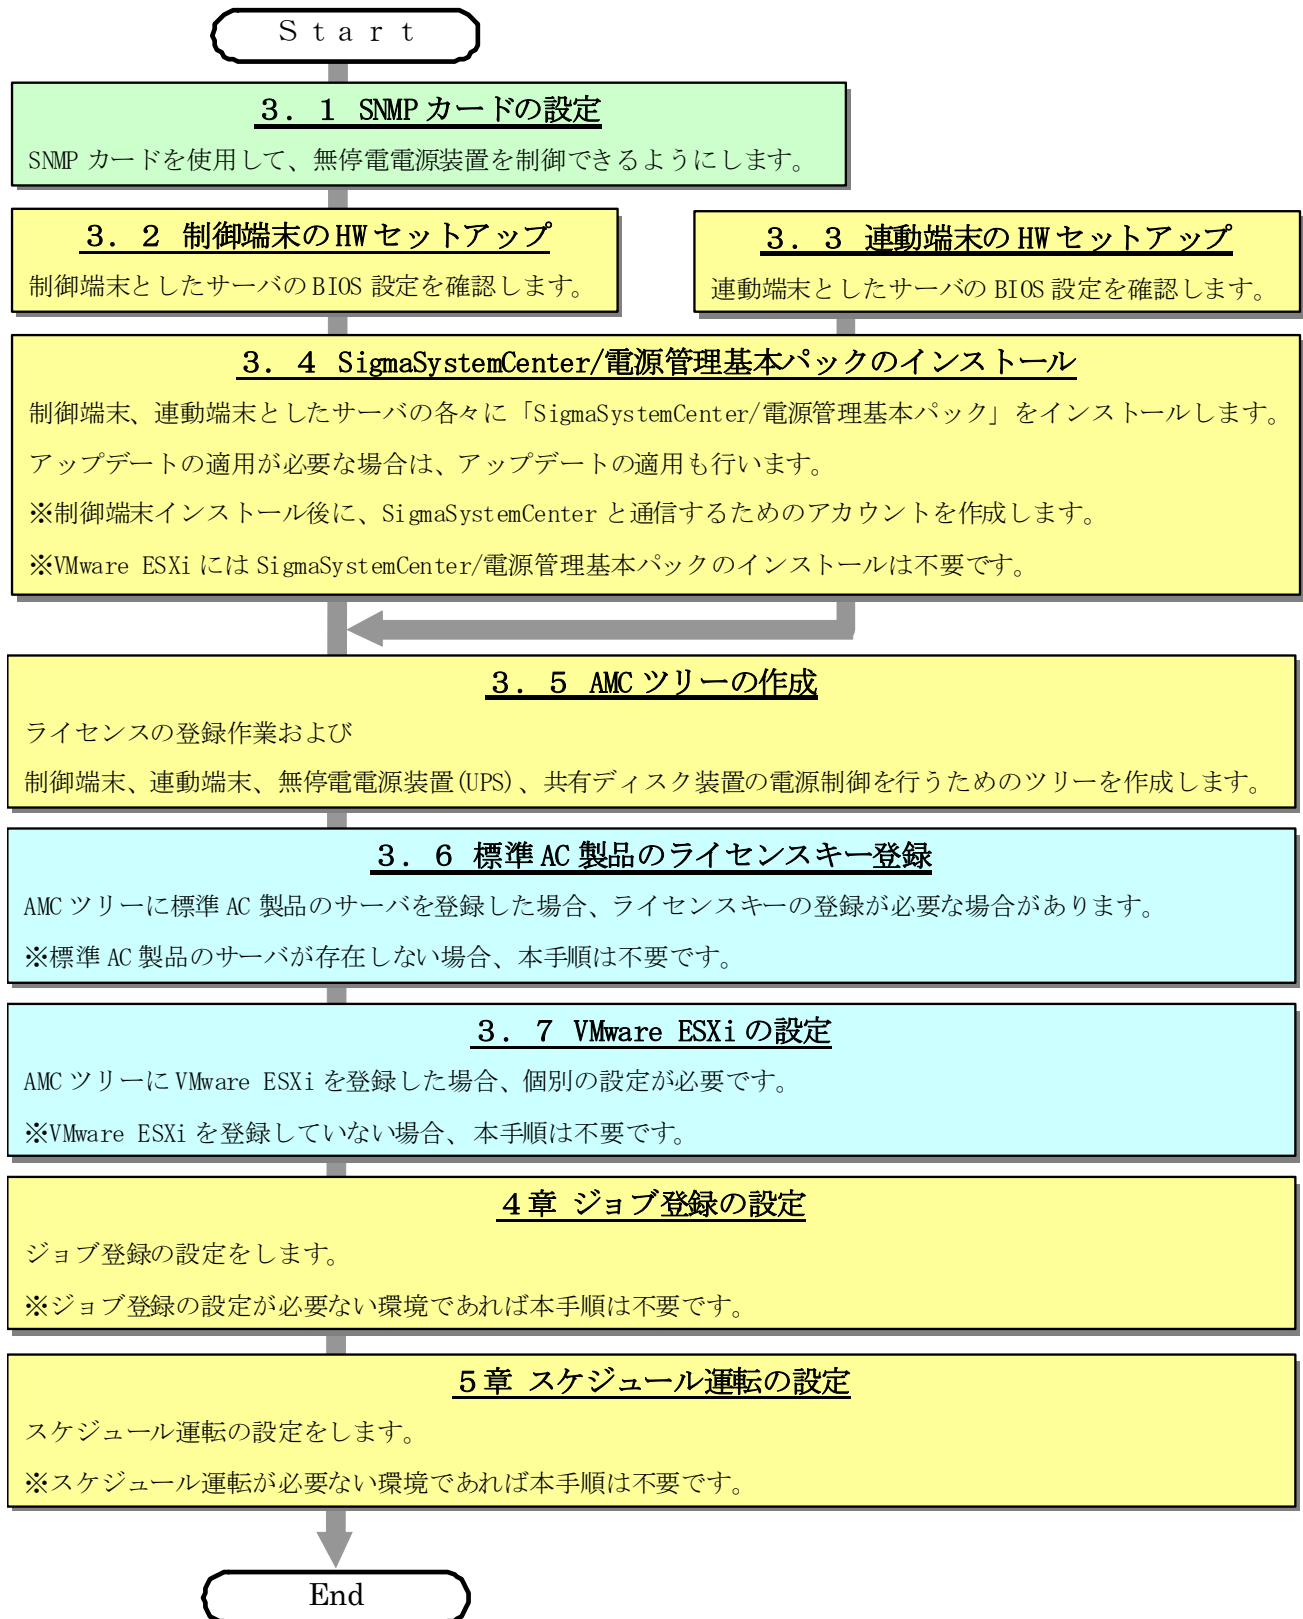 Ｓｔａｒｔ
３．１ SNMP カードの設定
SNMP カードを使用して、無停電電源装置を制御できるようにします。
３．２ 制御端末の HW セットアップ
制御端末としたサーバの BIOS 設定を確認します。
３．３ 連動端末の HW セットアップ
連動端末としたサーバの BIOS 設定を確認します。
３．４ SigmaSystemCenter/電源管理基本パックのインストール
制御端末、連動端末としたサーバの各々に「SigmaSystemCenter/電源管理基本パック」をインストールします。
アップデートの適用が必要な場合は、アップデートの適用も行います。
※制御端末インストール後に、SigmaSystemCenter と通信するためのアカウントを作成します。
※VMware ESXi には SigmaSystemCenter/電源管理基本パックのインストールは不要です。
３．５ AMC ツリーの作成
ライセンスの登録作業および
制御端末、連動端末、無停電電源装置(UPS)、共有ディスク装置の電源制御を行うためのツリーを作成します。
３．６ 標準 AC 製品のライセンスキー登録
AMC ツリーに標準 AC 製品のサーバを登録した場合、ライセンスキーの登録が必要な場合があります。
※標準 AC 製品のサーバが存在しない場合、本手順は不要です。
３．７ VMware ESXi の設定
AMC ツリーに VMware ESXi を登録した場合、個別の設定が必要です。
※VMware ESXi を登録していない場合、本手順は不要です。
４章 ジョブ登録の設定
ジョブ登録の設定をします。
※ジョブ登録の設定が必要ない環境であれば本手順は不要です。
５章 スケジュール運転の設定
スケジュール運転の設定をします。
※スケジュール運転が必要ない環境であれば本手順は不要です。
End